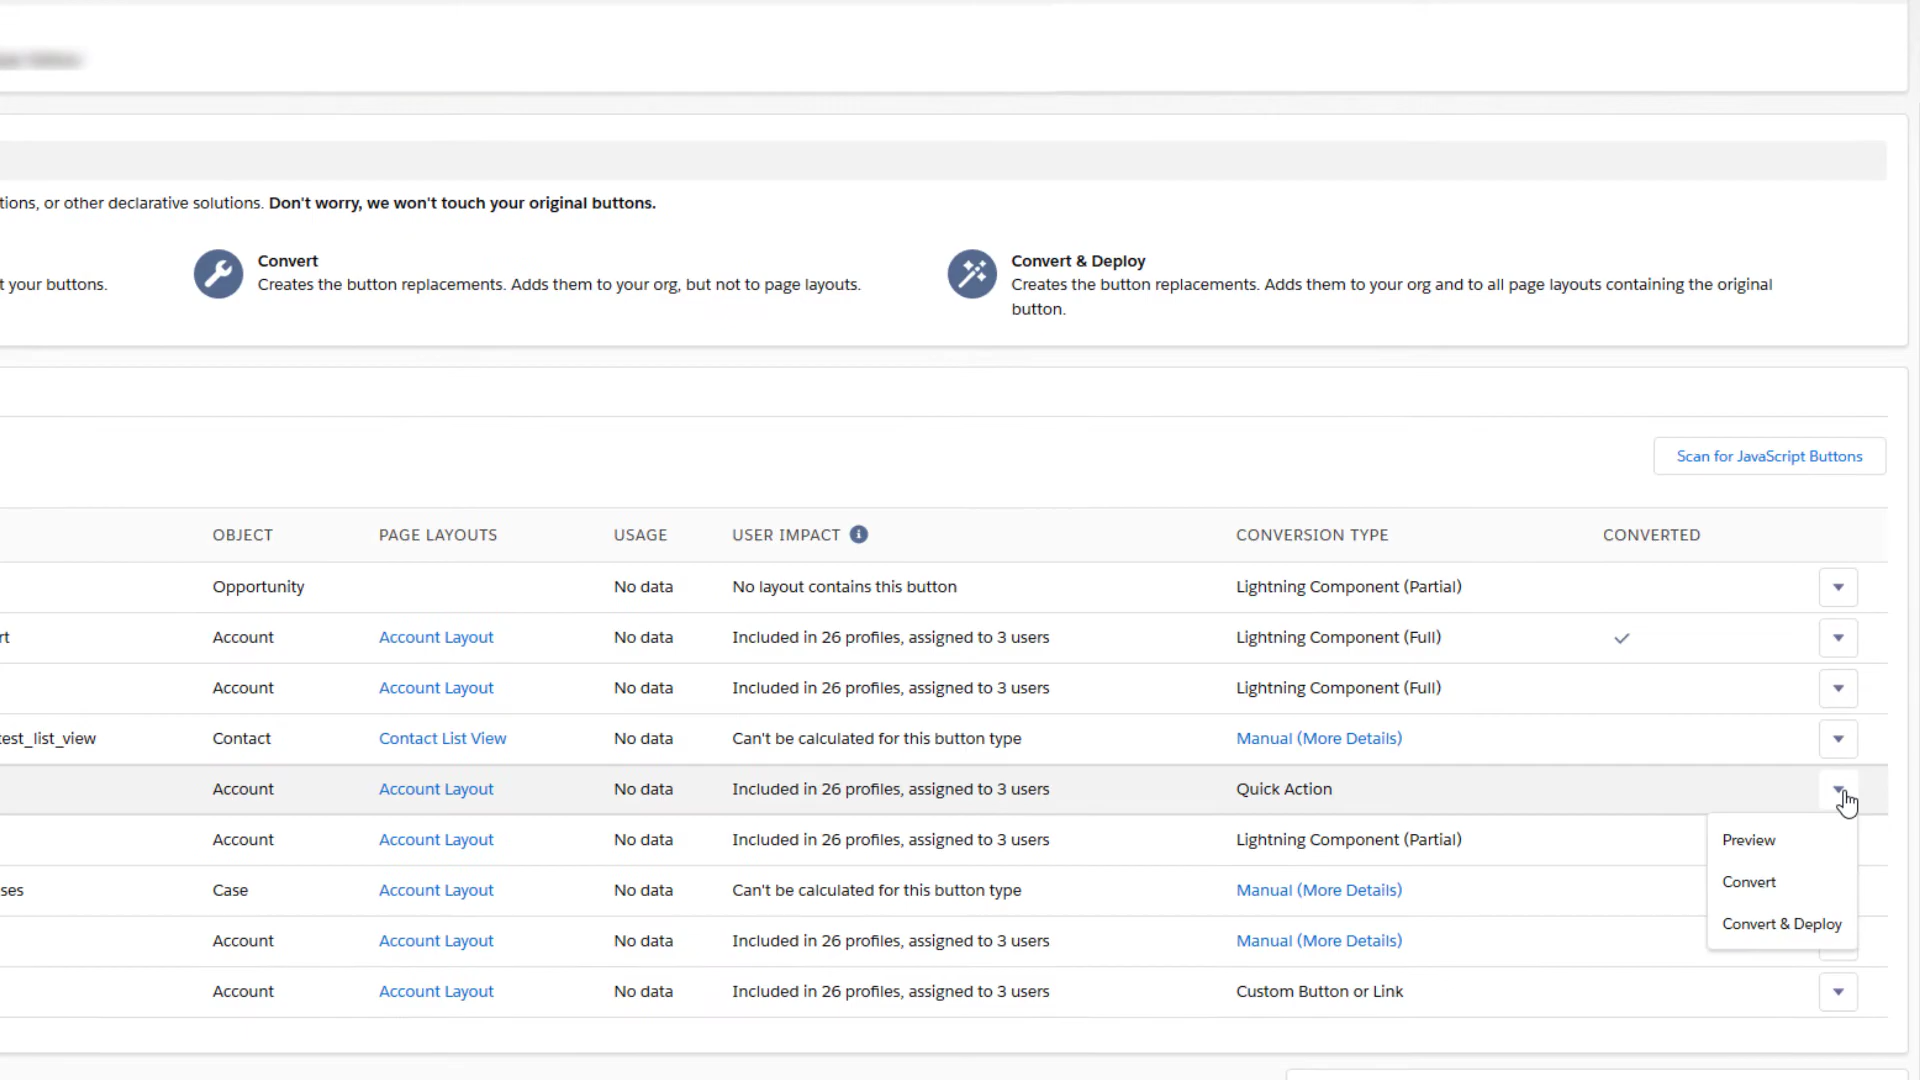 tions, or other declarative solutions. Don't worry, we won't touch your original buttons.
t your buttons.
Convert
Creates the button replacements. Adds them to your org, but not to page layouts.
Convert & Deploy
Creates the button replacements. Adds them to your org and to all page layouts containing the original
button.
Scan for JavaScript Buttons
OBJECT PAGE LAYOUTS USAGE USER IMPACT CONVERSION TYPE CONVERTED
Opportunity No data No layout contains this button Lightning Component (Partial)
rt Account Account Layout No data Included in 26 profiles, assigned to 3 users Lightning Component (Full)
Account Account Layout No data Included in 26 profiles, assigned to 3 users Lightning Component (Full)
test_list_view Contact Contact List View No data Can't be calculated for this button type Manual (More Details)
Account Account Layout No data Included in 26 profiles, assigned to 3 users Quick Action
Account Account Layout No data Included in 26 profiles, assigned to 3 users Lightning Component (Partial)
Preview
ses Case Account Layout No data Can't be calculated for this button type Manual (More Details)
Convert
Account Account Layout No data Included in 26 profiles, assigned to 3 users Manual (More Details)
Convert & Deploy
Account Account Layout No data Included in 26 profiles, assigned to 3 users Custom Button or Link